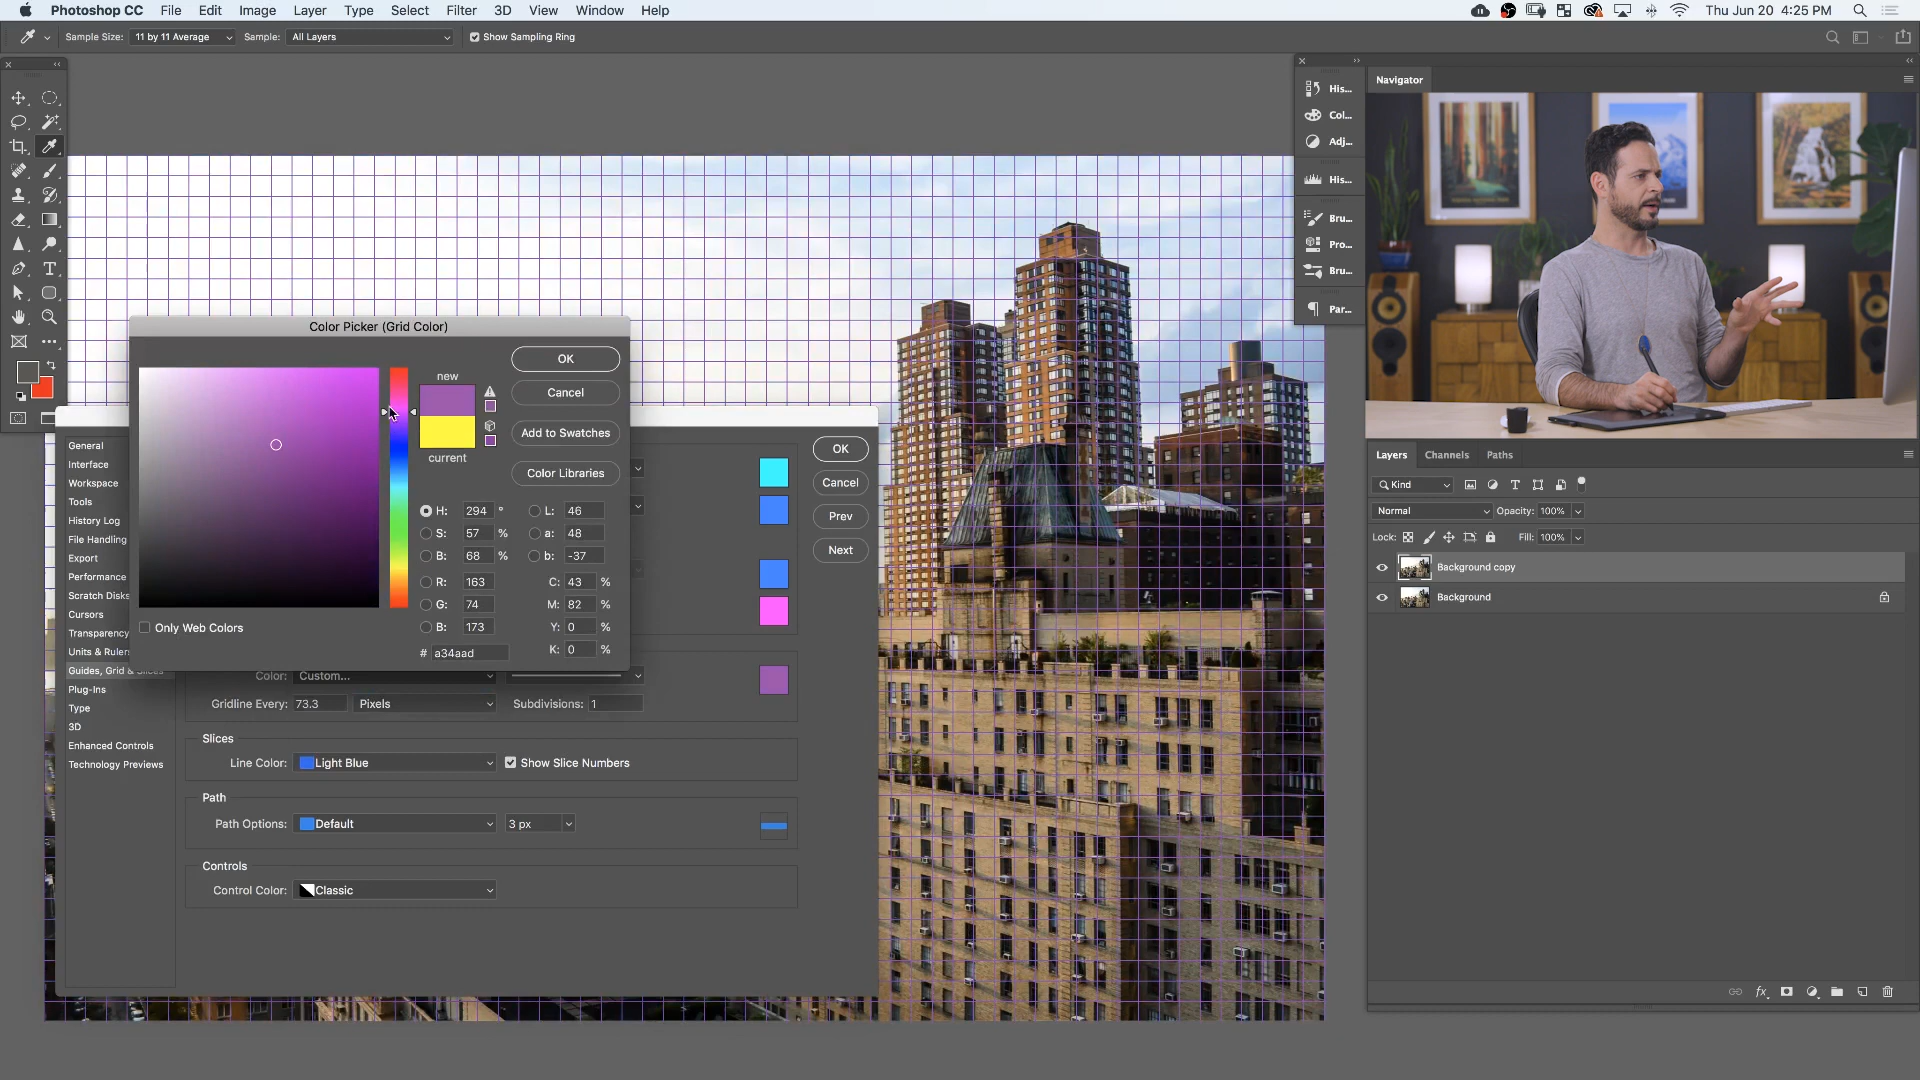 Photoshop CC File Edit Image Layer Type Select Filter 3D View Window Help Thu Jun 20 4:25 PM
Sample Size: 11 by 11 Average Sample: All Layers Show Sampling Ring
His...
Col...
Adj...
His...
Bru...
Pro...
Bru...
Par...
Navigator
Color Picker (Grid Color)
new
current
OK
Cancel
Add to Swatches
Color Libraries
H: 294 °
S: 57 %
B: 68 %
R: 163
G: 74
B: 173
# a34aad
L: 46
a: 48
b: -37
C: 43 %
M: 82 %
Y: 0 %
K: 0 %
Only Web Colors
General
Interface
Workspace
Tools
History Log
File Handling
Export
Performance
Scratch Disks
Cursors
Transparency
Units & Rulers
Guides, Grid & Slices
Plug-Ins
Type
3D
Enhanced Controls
Technology Previews
OK
Cancel
Prev
Next
Color: Custom...
Gridline Every: 73.3 Pixels Subdivisions: 1
Slices
Line Color: Light Blue Show Slice Numbers
Path
Path Options: Default 3 px
Controls
Control Color: Classic
Layers Channels Paths
Kind
Normal Opacity: 100%
Lock: Fill: 100%
Background copy
Background